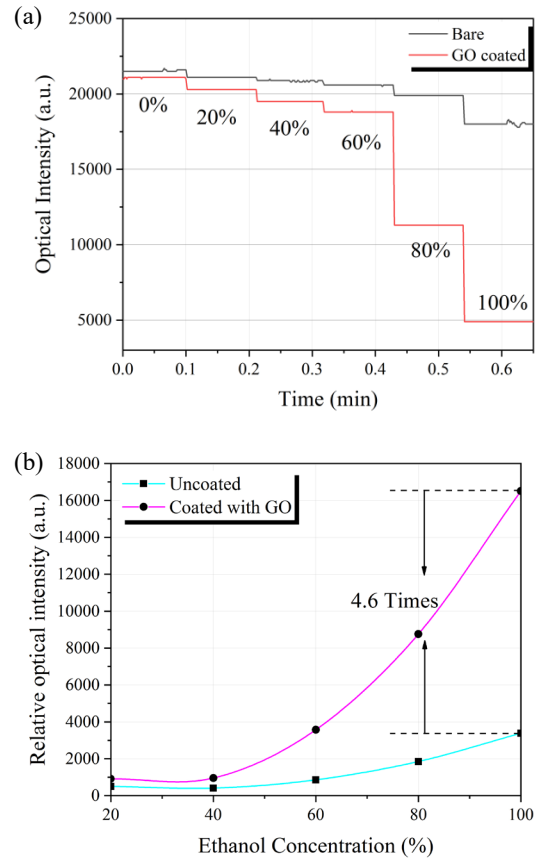 (a)
Bare
GO coated
25000
20000
15000
10000
5000
Optical Intensity (a.u.)
0%
20%
40%
60%
80%
100%
0.0 0.1 0.2 0.3 0.4 0.5 0.6
Time (min)
(b)
Uncoated
Coated with GO
18000
16000
14000
12000
10000
8000
6000
4000
2000
0
Relative optical intensity (a.u.)
4.6 Times
20 40 60 80 100
Ethanol Concentration (%)